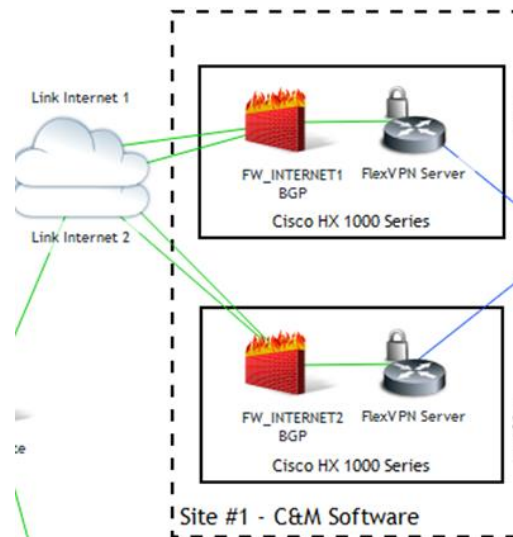 Link Internet 1
FW_INTERNET1
BGP
FlexVPN Server
Cisco HX 1000 Series
Link Internet 2
FW_INTERNET2
BGP
FlexVPN Server
Cisco HX 1000 Series
Site #1 - C&M Software